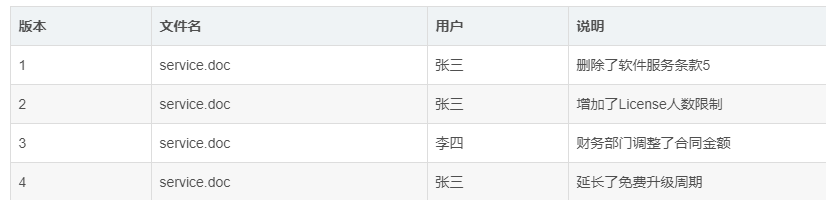 版本 文件名 用户 说明
1 service.doc 张三 删除了软件服务条款5
2 service.doc 张三 增加了License人数限制
3 service.doc 李四 财务部门调整了合同金额
4 service.doc 张三 延长了免费升级周期